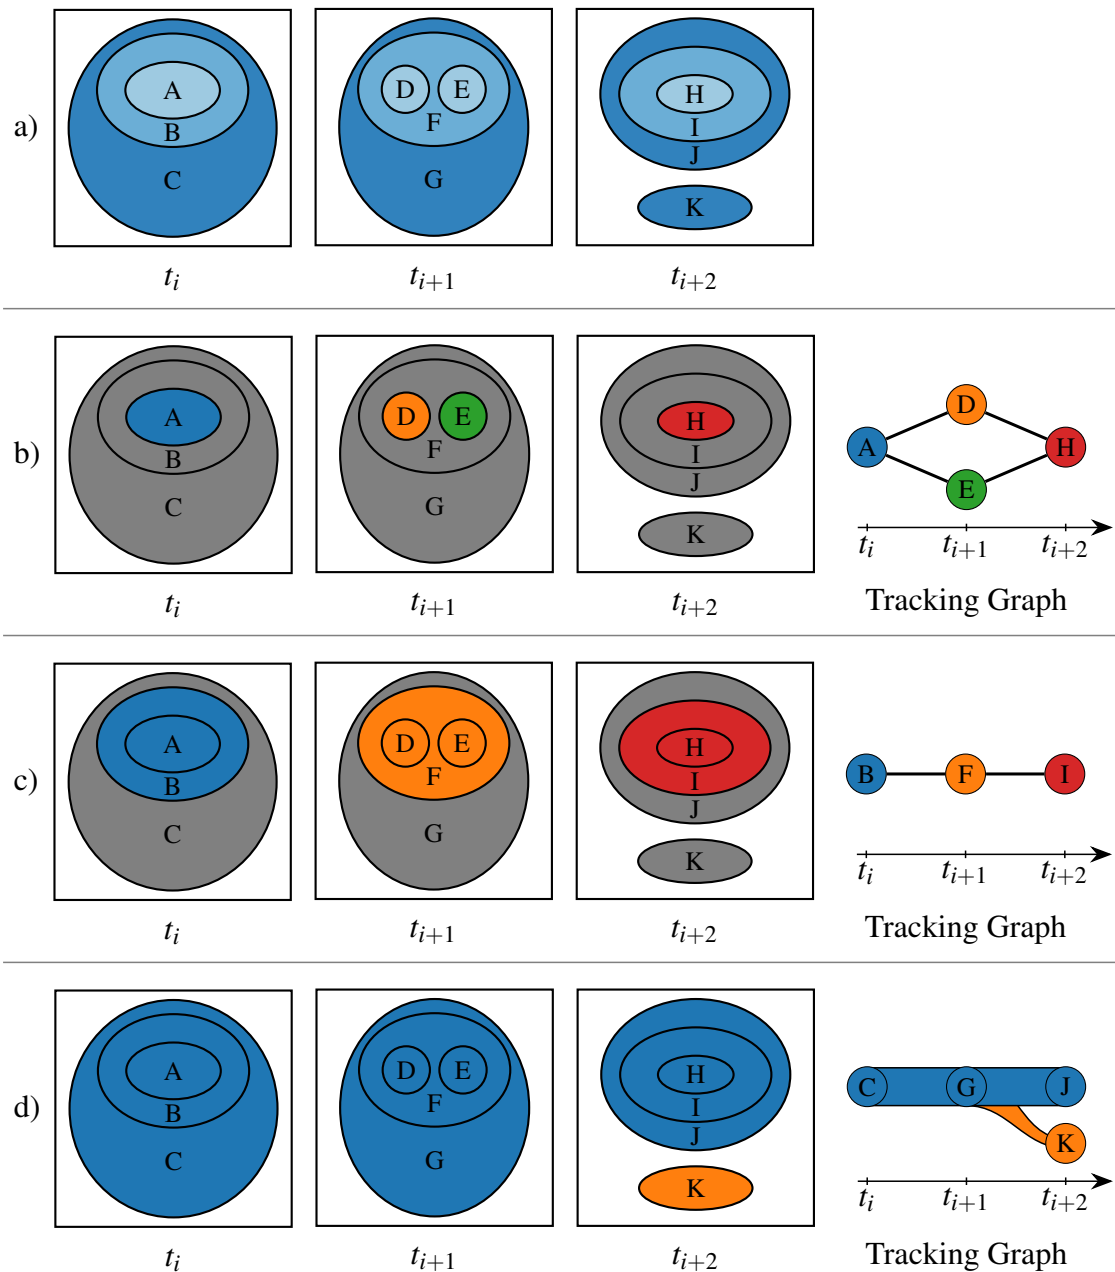 a)
A
B
C
D E
F
G
H
I
J
K
t_i t_{i+1} t_{i+2}
b)
A
B
C
D E
F
G
H
I
J
K
D
A H
E
t_i t_{i+1} t_{i+2}
t_i t_{i+1} t_{i+2}
Tracking Graph
c)
A
B
C
D E
F
G
H
I
J
K
B F I
t_i t_{i+1} t_{i+2}
t_i t_{i+1} t_{i+2}
Tracking Graph
d)
A
B
C
D E
F
G
H
I
J
K
C G J
K
t_i t_{i+1} t_{i+2}
t_i t_{i+1} t_{i+2}
Tracking Graph